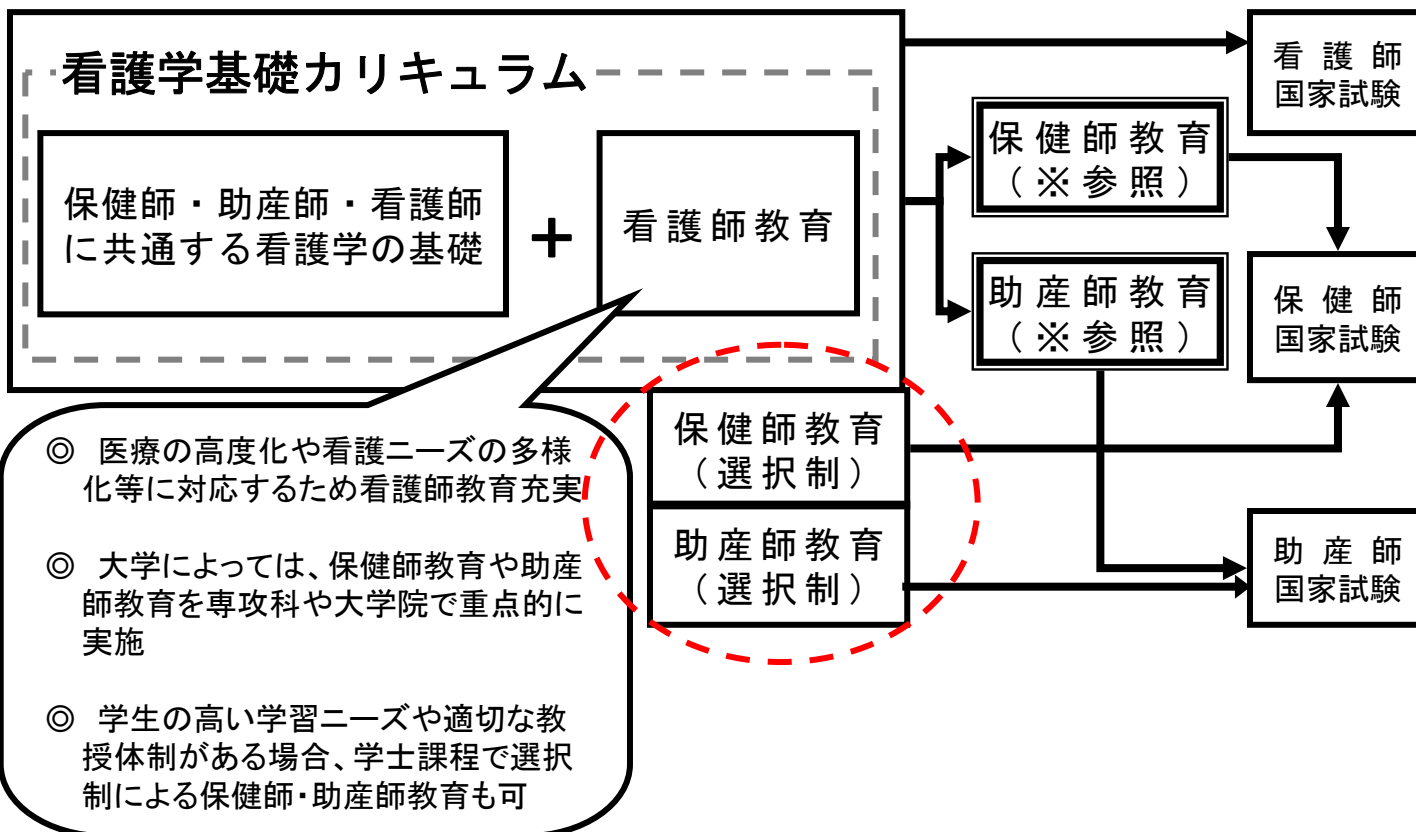 看護学基礎カリキュラム
保健師・助産師・看護師
に共通する看護学の基礎
+
看護師教育
保健師教育
(※参照)
助産師教育
(※参照)
看護師
国家試験
保健師
国家試験
助産師
国家試験
保健師教育
(選択制)
助産師教育
(選択制)
◎ 医療の高度化や看護ニーズの多様
化等に対応するため看護師教育充実
◎ 大学によっては、保健師教育や助産
師教育を専攻科や大学院で重点的に
実施
◎ 学生の高い学習ニーズや適切な教
授体制がある場合、学士課程で選択
制による保健師・助産師教育も可